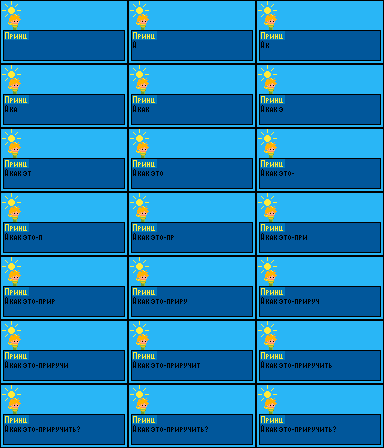 Принц
Принц
А
Принц
А к
Принц
А ка
Принц
А как
Принц
А как э
Принц
А как эт
Принц
А как это
Принц
А как это-
Принц
А как это-п
Принц
А как это-пр
Принц
А как это-при
Принц
А как это-прир
Принц
А как это-приру
Принц
А как это-прируч
Принц
А как это-приручи
Принц
А как это-приручит
Принц
А как это-приручить
Принц
А как это-приручить?
Принц
А как это-приручить?
Принц
А как это-приручить?